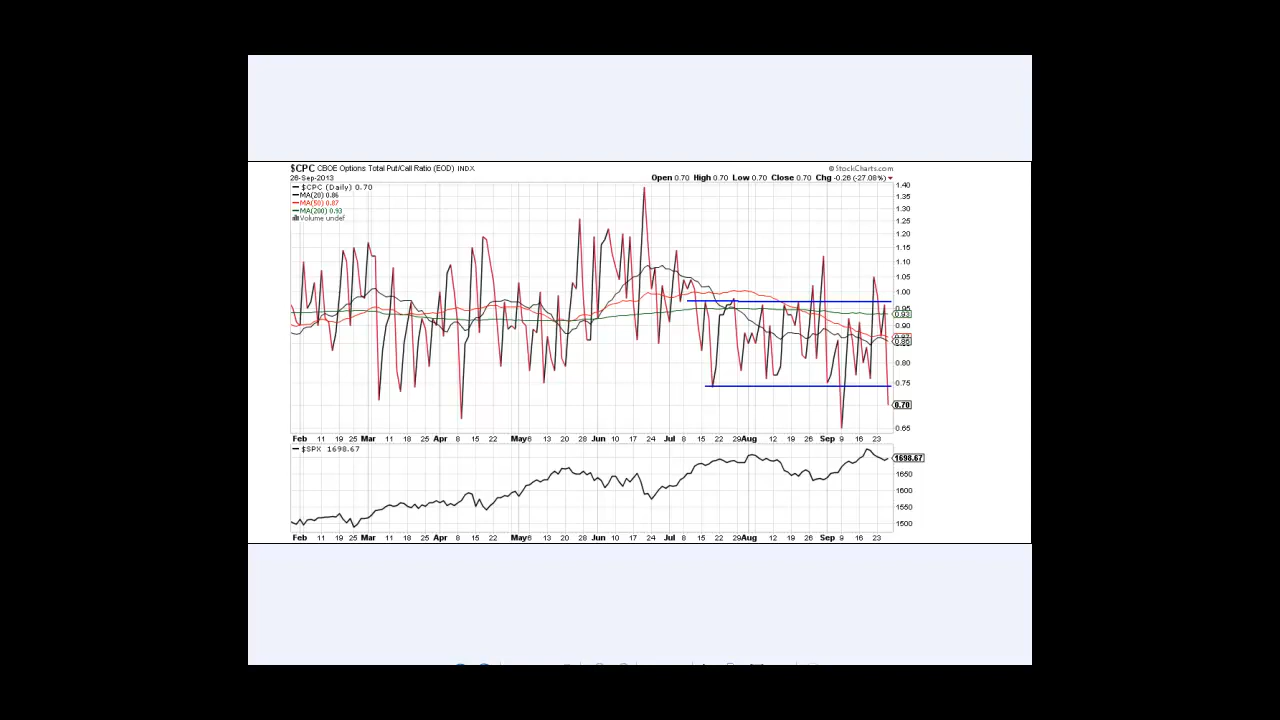 $CPC CBOE Options Total Put/Call Ratio (EOD) INDX © StockCharts.com
26-Sep-2013 Open 0.70 High 0.70 Low 0.70 Close 0.70 Chg -0.26 (-27.08%)
$CPC (Daily) 0.70
MA(20) 0.86
MA(50) 0.87
MA(200) 0.93
Volume undef
1.40
1.35
1.30
1.25
1.20
1.15
1.10
1.05
1.00
0.95
0.93
0.90
0.86
0.80
0.75
0.70
0.65
Feb 11 19 25 Mar 11 18 25 Apr 8 15 22 May 6 13 20 28 Jun 10 17 24 Jul 8 15 22 29 Aug 12 19 26 Sep 9 16 23
$SPX 1698.67
1698.67
1650
1600
1550
1500
Feb 11 19 25 Mar 11 18 25 Apr 8 15 22 May 6 13 20 28 Jun 10 17 24 Jul 8 15 22 29 Aug 12 19 26 Sep 9 16 23